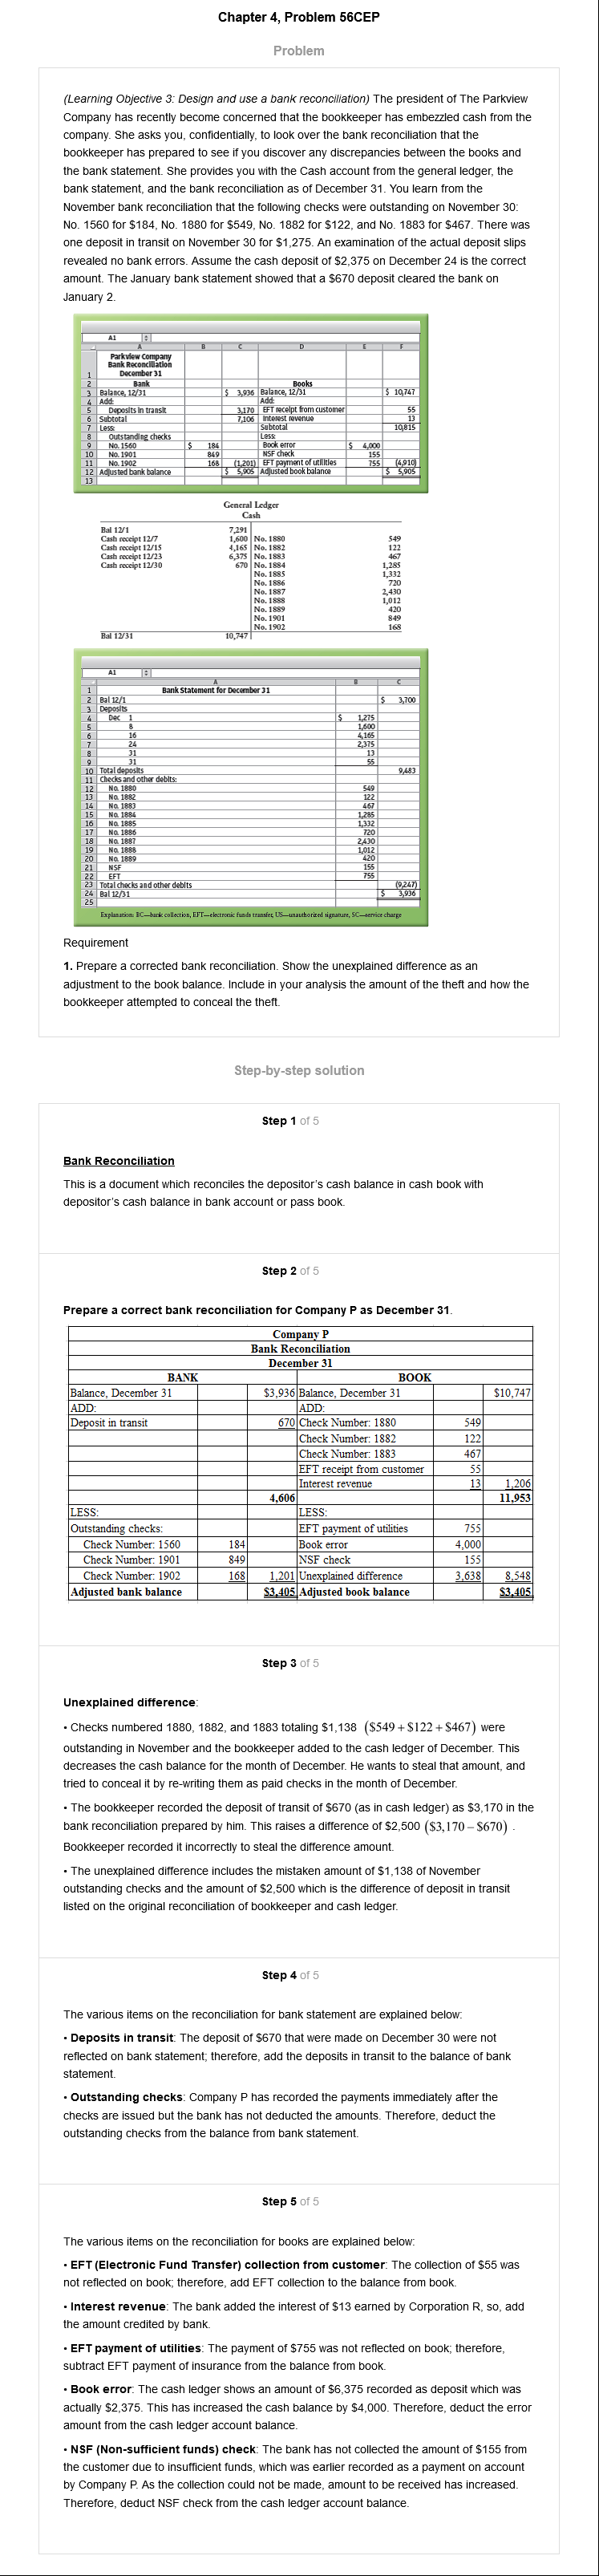 Chapter 4, Problem 56CEP
Problem
(Learning Objective 3: Design and use a bank reconciliation) The president of The Parkview
Company has recently become concerned that the bookkeeper has embezzled cash from the
company. She asks you, confidentially, to look over the bank reconciliation that the
bookkeeper has prepared to see if you discover any discrepancies between the books and
the bank statement. She provides you with the Cash account from the general ledger, the
bank statement, and the bank reconciliation as of December 31. You learn from the
November bank reconciliation that the following checks were outstanding on November 30:
No. 1560 for $184, No. 1880 for $549, No. 1882 for $122, and No. 1883 for $467. There was
one deposit in transit on November 30 for $1,275. An examination of the actual deposit slips
revealed no bank errors. Assume the cash deposit of $2,375 on December 24 is the correct
amount. The January bank statement showed that a $670 deposit cleared the bank on
January 2.
A1
A B C D E F
Parkview Company
Bank Reconciliation
1 December 31
2 Bank Books
3 Balance, 12/31 $ 3,936 Balance, 12/31 $ 10,747
4 Add: Add:
5 Deposits in transit 3,170 EFT receipt from customer 55
6 Subtotal 7,106 Interest revenue 13
7 Less: Subtotal 10,815
8 Outstanding checks Less:
9 No. 1560 $ 184 Book error $ 4,000
10 No. 1901 849 NSF check 155
11 No. 1902 168 (1,201) EFT payment of utilities 755 (4,910)
12 Adjusted bank balance $ 5,905 Adjusted book balance $ 5,905
13
General Ledger
Cash
Bal 12/1 7,291
Cash receipt 12/7 1,600 No. 1880 549
Cash receipt 12/15 4,165 No. 1882 122
Cash receipt 12/23 6,375 No. 1883 467
Cash receipt 12/30 670 No. 1884 1,285
No. 1885 1,332
No. 1886 720
No. 1887 2,430
No. 1888 1,012
No. 1889 420
No. 1901 849
No. 1902 168
Bal 12/31 10,747
A1
A B C
1 Bank Statement for December 31
2 Bal 12/1 $ 3,700
3 Deposits
4 Dec 1 $ 1,275
5 8 1,600
6 16 4,165
7 24 2,375
8 31 13
9 31 55
10 Total deposits 9,483
11 Checks and other debits:
12 No. 1880 549
13 No. 1882 122
14 No. 1883 467
15 No. 1884 1,285
16 No. 1885 1,332
17 No. 1886 720
18 No. 1887 2,430
19 No. 1888 1,012
20 No. 1889 420
21 NSF 155
22 EFT 755
23 Total checks and other debits (9,247)
24 Bal 12/31 $ 3,936
25
Explanation: BC—bank collection, EFT—electronic funds transfer, US—unauthorized signature, SC—service charge
Requirement
1. Prepare a corrected bank reconciliation. Show the unexplained difference as an
adjustment to the book balance. Include in your analysis the amount of the theft and how the
bookkeeper attempted to conceal the theft.
Step-by-step solution
Step 1 of 5
Bank Reconciliation
This is a document which reconciles the depositor's cash balance in cash book with
depositor's cash balance in bank account or pass book.
Step 2 of 5
Prepare a correct bank reconciliation for Company P as December 31.
Company P
Bank Reconciliation
December 31
BANK BOOK
Balance, December 31 $3,936 Balance, December 31 $10,747
ADD: ADD:
Deposit in transit 670 Check Number: 1880 549
Check Number: 1882 122
Check Number: 1883 467
EFT receipt from customer 55
Interest revenue 13 1,206
4,606 11,953
LESS: LESS:
Outstanding checks: EFT payment of utilities 755
Check Number: 1560 184 Book error 4,000
Check Number: 1901 849 NSF check 155
Check Number: 1902 168 1,201 Unexplained difference 3,638 8,548
Adjusted bank balance $3,405 Adjusted book balance $3,405
Step 3 of 5
Unexplained difference:
• Checks numbered 1880, 1882, and 1883 totaling $1,138 ($549 + $122 + $467) were
outstanding in November and the bookkeeper added to the cash ledger of December. This
decreases the cash balance for the month of December. He wants to steal that amount, and
tried to conceal it by re-writing them as paid checks in the month of December.
• The bookkeeper recorded the deposit of transit of $670 (as in cash ledger) as $3,170 in the
bank reconciliation prepared by him. This raises a difference of $2,500 ($3,170 – $670) .
Bookkeeper recorded it incorrectly to steal the difference amount.
• The unexplained difference includes the mistaken amount of $1,138 of November
outstanding checks and the amount of $2,500 which is the difference of deposit in transit
listed on the original reconciliation of bookkeeper and cash ledger.
Step 4 of 5
The various items on the reconciliation for bank statement are explained below:
• Deposits in transit: The deposit of $670 that were made on December 30 were not
reflected on bank statement; therefore, add the deposits in transit to the balance of bank
statement.
• Outstanding checks: Company P has recorded the payments immediately after the
checks are issued but the bank has not deducted the amounts. Therefore, deduct the
outstanding checks from the balance from bank statement.
Step 5 of 5
The various items on the reconciliation for books are explained below:
• EFT (Electronic Fund Transfer) collection from customer: The collection of $55 was
not reflected on book; therefore, add EFT collection to the balance from book.
• Interest revenue: The bank added the interest of $13 earned by Corporation R, so, add
the amount credited by bank.
• EFT payment of utilities: The payment of $755 was not reflected on book; therefore,
subtract EFT payment of insurance from the balance from book.
• Book error: The cash ledger shows an amount of $6,375 recorded as deposit which was
actually $2,375. This has increased the cash balance by $4,000. Therefore, deduct the error
amount from the cash ledger account balance.
• NSF (Non-sufficient funds) check: The bank has not collected the amount of $155 from
the customer due to insufficient funds, which was earlier recorded as a payment on account
by Company P. As the collection could not be made, amount to be received has increased.
Therefore, deduct NSF check from the cash ledger account balance.